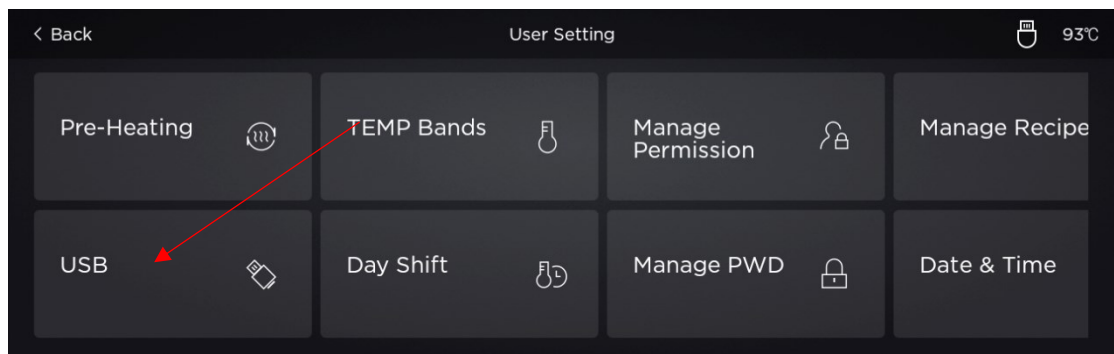 < Back
User Setting
93℃
Pre-Heating
TEMP Bands
Manage
Permission
Manage Recipe
USB
Day Shift
Manage PWD
Date & Time